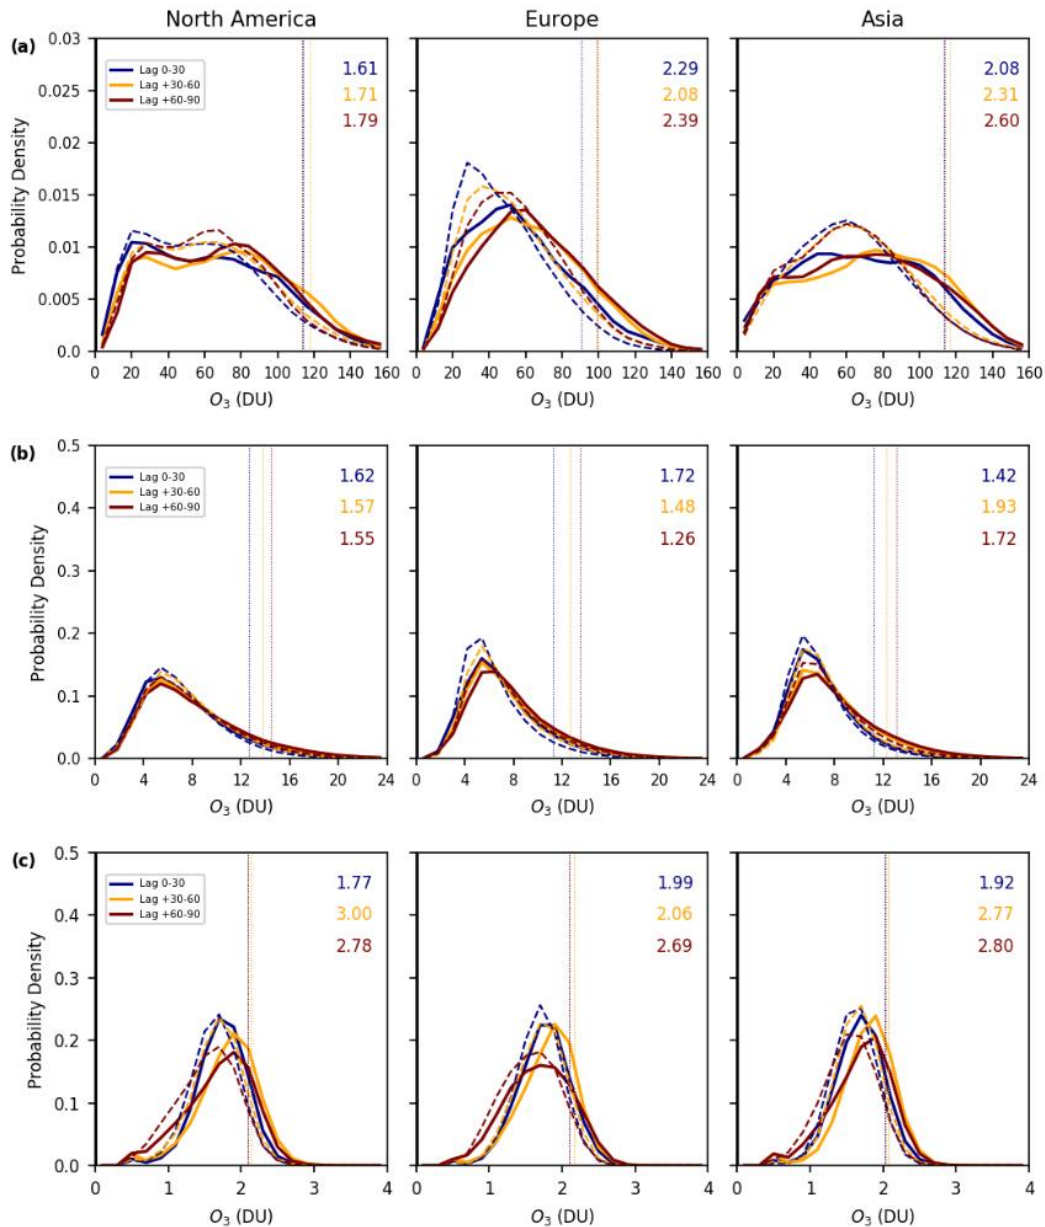 North America Europe Asia
(a)
0.03
0.025
0.02
0.015
0.01
0.005
0.0
Probability Density
Lag 0-30
Lag +30-60
Lag +60-90
1.61
1.71
1.79
2.29
2.08
2.39
2.08
2.31
2.60
0 20 40 60 80 100 120 140 160
0 20 40 60 80 100 120 140 160
0 20 40 60 80 100 120 140 160
O₃ (DU) O₃ (DU) O₃ (DU)
(b)
0.5
0.4
0.3
0.2
0.1
0.0
Probability Density
Lag 0-30
Lag +30-60
Lag +60-90
1.62
1.57
1.55
1.72
1.48
1.26
1.42
1.93
1.72
0 4 8 12 16 20 24
0 4 8 12 16 20 24
0 4 8 12 16 20 24
O₃ (DU) O₃ (DU) O₃ (DU)
(c)
0.5
0.4
0.3
0.2
0.1
0.0
Probability Density
Lag 0-30
Lag +30-60
Lag +60-90
1.77
3.00
2.78
1.99
2.06
2.69
1.92
2.77
2.80
0 1 2 3 4
0 1 2 3 4
0 1 2 3 4
O₃ (DU) O₃ (DU) O₃ (DU)